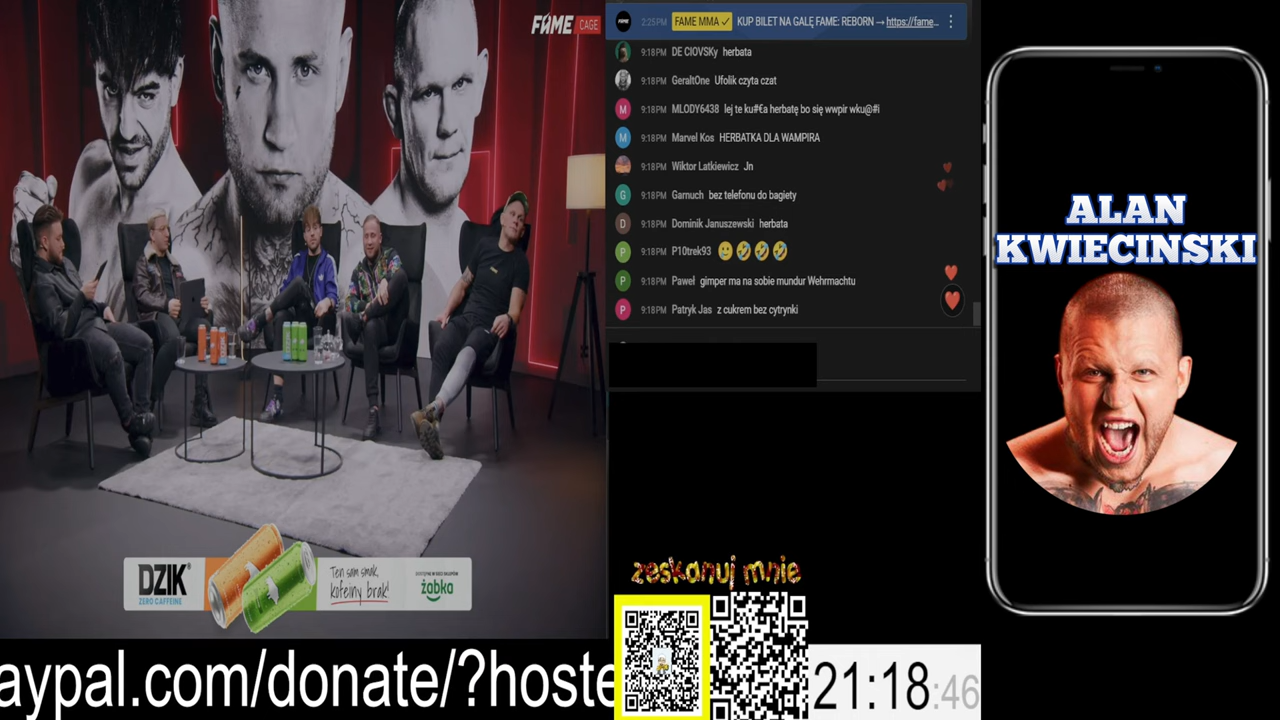 FAME CAGE
2:25PM FAME MMA ✓ KUP BILET NA GALĘ FAME: REBORN → https://fame...
9:18PM DE CIOVSKy herbata
9:18PM GeraltOne Ufolik czyta czat
9:18PM MLODY6438 lej te ku#€a herbatę bo się wwpir wku@#i
9:18PM Marvel Kos HERBATKA DLA WAMPIRA
9:18PM Wiktor Latkiewicz Jn
9:18PM Gamuch bez telefonu do bagiety
9:18PM Dominik Januszewski herbata
9:18PM P10trek93 🥲🤣🤣🤣
9:18PM Paweł gimper ma na sobie mundur Wehrmachtu
9:18PM Patryk Jas z cukrem bez cytrynki
ALAN
KWIECINSKI
DZIK®
ZERO CAFFEINE
Ten sam smak,
kofeiny brak!
żabka
zeskanuj mnie
aypal.com/donate/?hoste
21:18:46